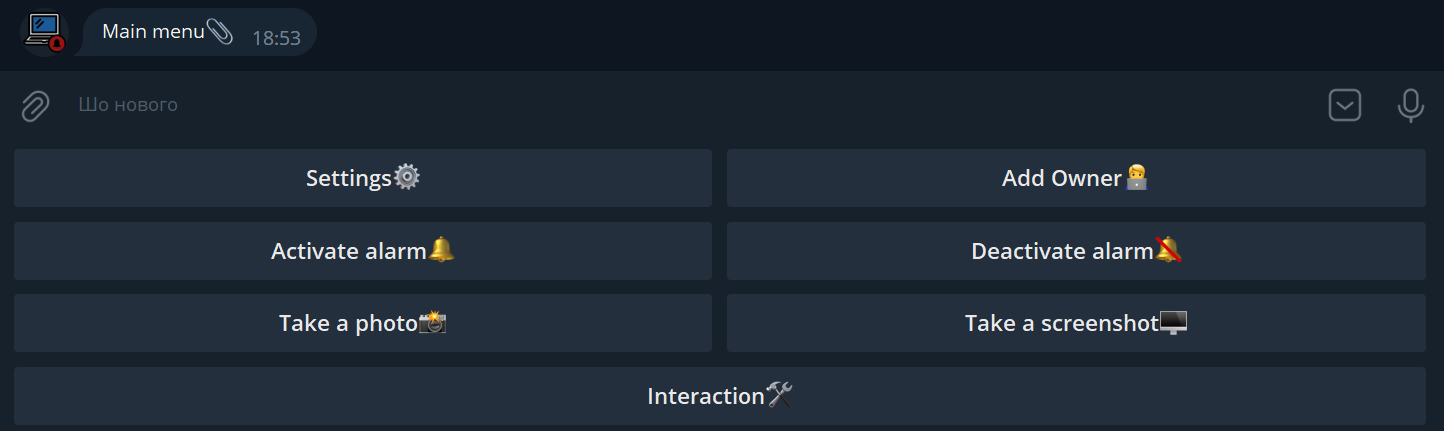 Main menu📎 18:53
Шо нового
Settings⚙️ Add Owner🧑‍💻
Activate alarm🔔 Deactivate alarm🔕
Take a photo📸 Take a screenshot🖥️
Interaction🛠️